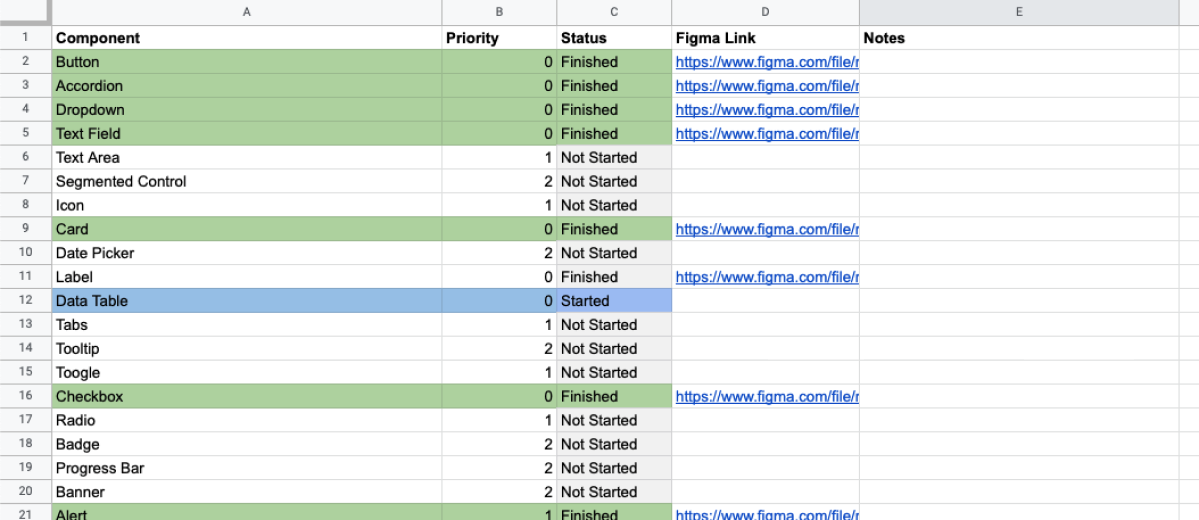 A B C D E
1 Component Priority Status Figma Link Notes
2 Button 0 Finished https://www.figma.com/file/r
3 Accordion 0 Finished https://www.figma.com/file/r
4 Dropdown 0 Finished https://www.figma.com/file/r
5 Text Field 0 Finished https://www.figma.com/file/r
6 Text Area 1 Not Started
7 Segmented Control 2 Not Started
8 Icon 1 Not Started
9 Card 0 Finished https://www.figma.com/file/r
10 Date Picker 2 Not Started
11 Label 0 Finished https://www.figma.com/file/r
12 Data Table 0 Started
13 Tabs 1 Not Started
14 Tooltip 2 Not Started
15 Toogle 1 Not Started
16 Checkbox 0 Finished https://www.figma.com/file/r
17 Radio 1 Not Started
18 Badge 2 Not Started
19 Progress Bar 2 Not Started
20 Banner 2 Not Started
21 Alert 1 Finished https://www.figma.com/file/r